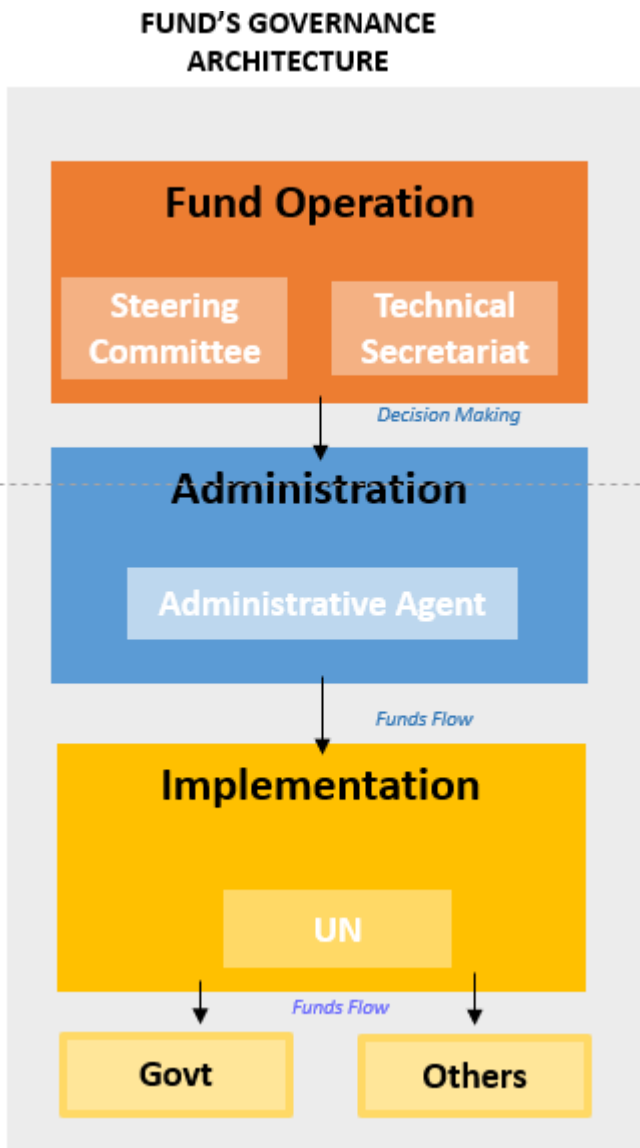 FUND'S GOVERNANCE
ARCHITECTURE
Fund Operation
Steering
Committee
Technical
Secretariat
Decision Making
Administration
Administrative Agent
Funds Flow
Implementation
UN
Funds Flow
Govt
Others